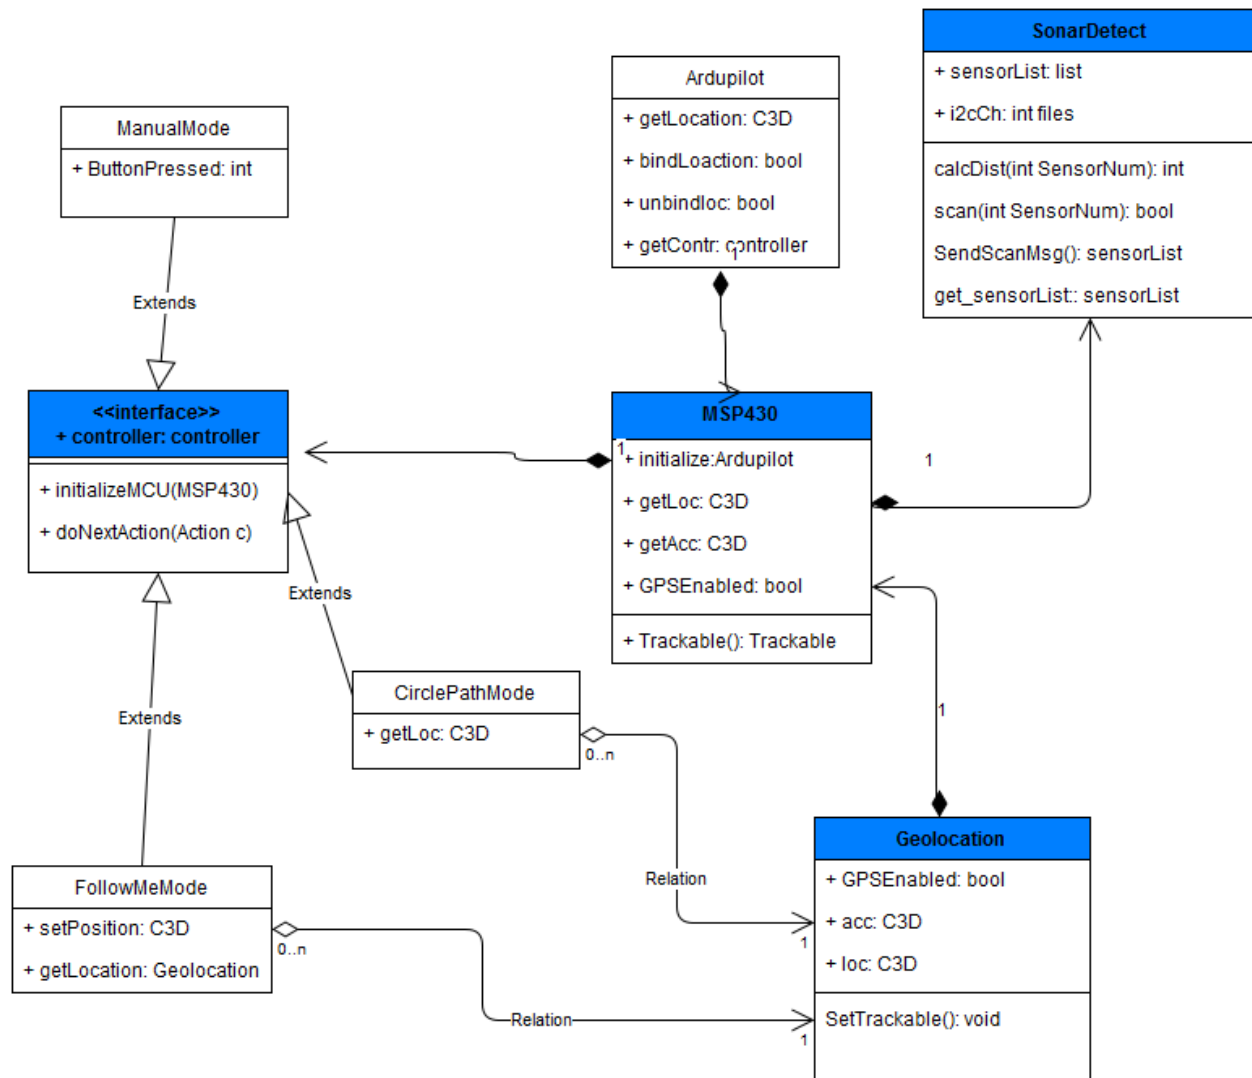 SonarDetect
+ sensorList: list
+ i2cCh: int files
calcDist(int SensorNum): int
scan(int SensorNum): bool
SendScanMsg(): sensorList
get_sensorList:: sensorList
Ardupilot
+ getLocation: C3D
+ bindLoaction: bool
+ unbindloc: bool
+ getContr: controller
ManualMode
+ ButtonPressed: int
Extends
<<interface>>
+ controller: controller
+ initializeMCU(MSP430)
+ doNextAction(Action c)
MSP430
1
+ initialize:Ardupilot
+ getLoc: C3D
+ getAcc: C3D
+ GPSEnabled: bool
+ Trackable(): Trackable
1
Extends
Extends
CirclePathMode
+ getLoc: C3D
0..n
1
Relation
1
FollowMeMode
+ setPosition: C3D
+ getLocation: Geolocation
0..n
Relation
1
Geolocation
+ GPSEnabled: bool
+ acc: C3D
+ loc: C3D
SetTrackable(): void